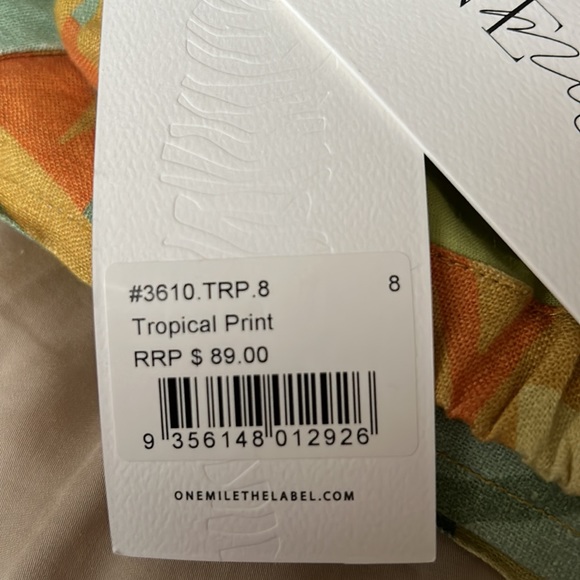 #3610.TRP.8 8
Tropical Print
RRP $ 89.00
9 356148 012926
ONEMILETHELABEL.COM